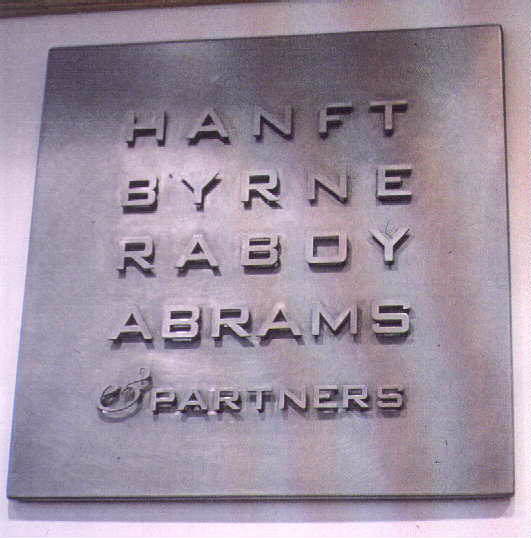 HANFT
BYRNE
RABOY
ABRAMS
& PARTNERS